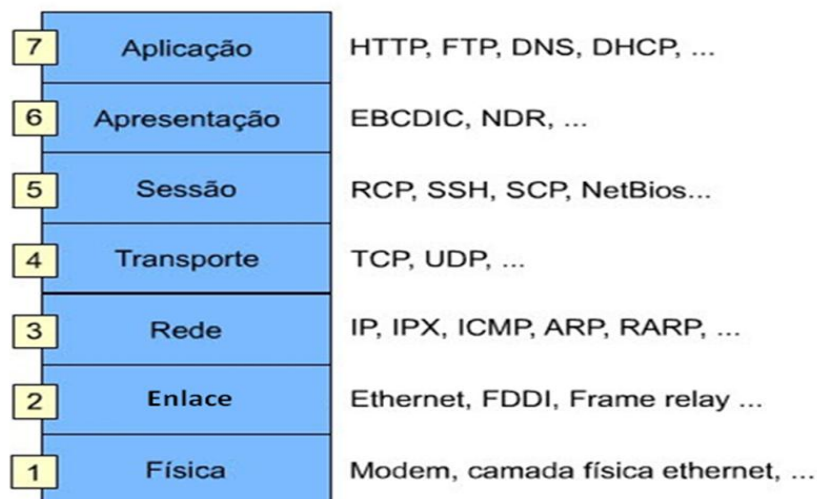 7 Aplicação HTTP, FTP, DNS, DHCP, ...
6 Apresentação EBCDIC, NDR, ...
5 Sessão RCP, SSH, SCP, NetBios...
4 Transporte TCP, UDP, ...
3 Rede IP, IPX, ICMP, ARP, RARP, ...
2 Enlace Ethernet, FDDI, Frame relay ...
1 Física Modem, camada física ethernet, ...